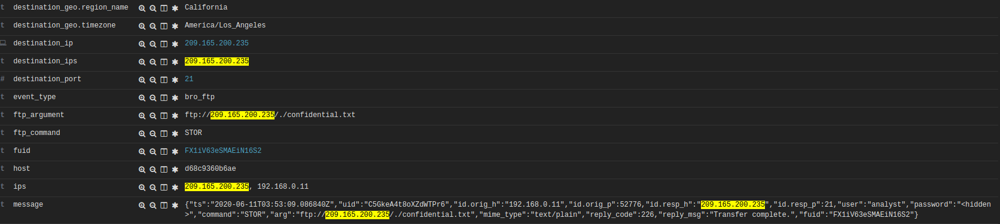 t destination_geo.region_name California
t destination_geo.timezone America/Los_Angeles
destination_ip 209.165.200.235
t destination_ips 209.165.200.235
# destination_port 21
t event_type bro_ftp
t ftp_argument ftp://209.165.200.235/./confidential.txt
t ftp_command STOR
t fuid FX1iV63eSMAEiN16S2
t host d68c9360b6ae
t ips 209.165.200.235, 192.168.0.11
t message {"ts":"2020-06-11T03:53:09.086840Z","uid":"C5GkeA4t8oXZdWTPr6","id.orig_h":"192.168.0.11","id.orig_p":52776,"id.resp_h":"209.165.200.235","id.resp_p":21,"user":"analyst","password":"<hidden
>","command":"STOR","arg":"ftp://209.165.200.235/./confidential.txt","mime_type":"text/plain","reply_code":226,"reply_msg":"Transfer complete.","fuid":"FX1iV63eSMAEiN16S2"}